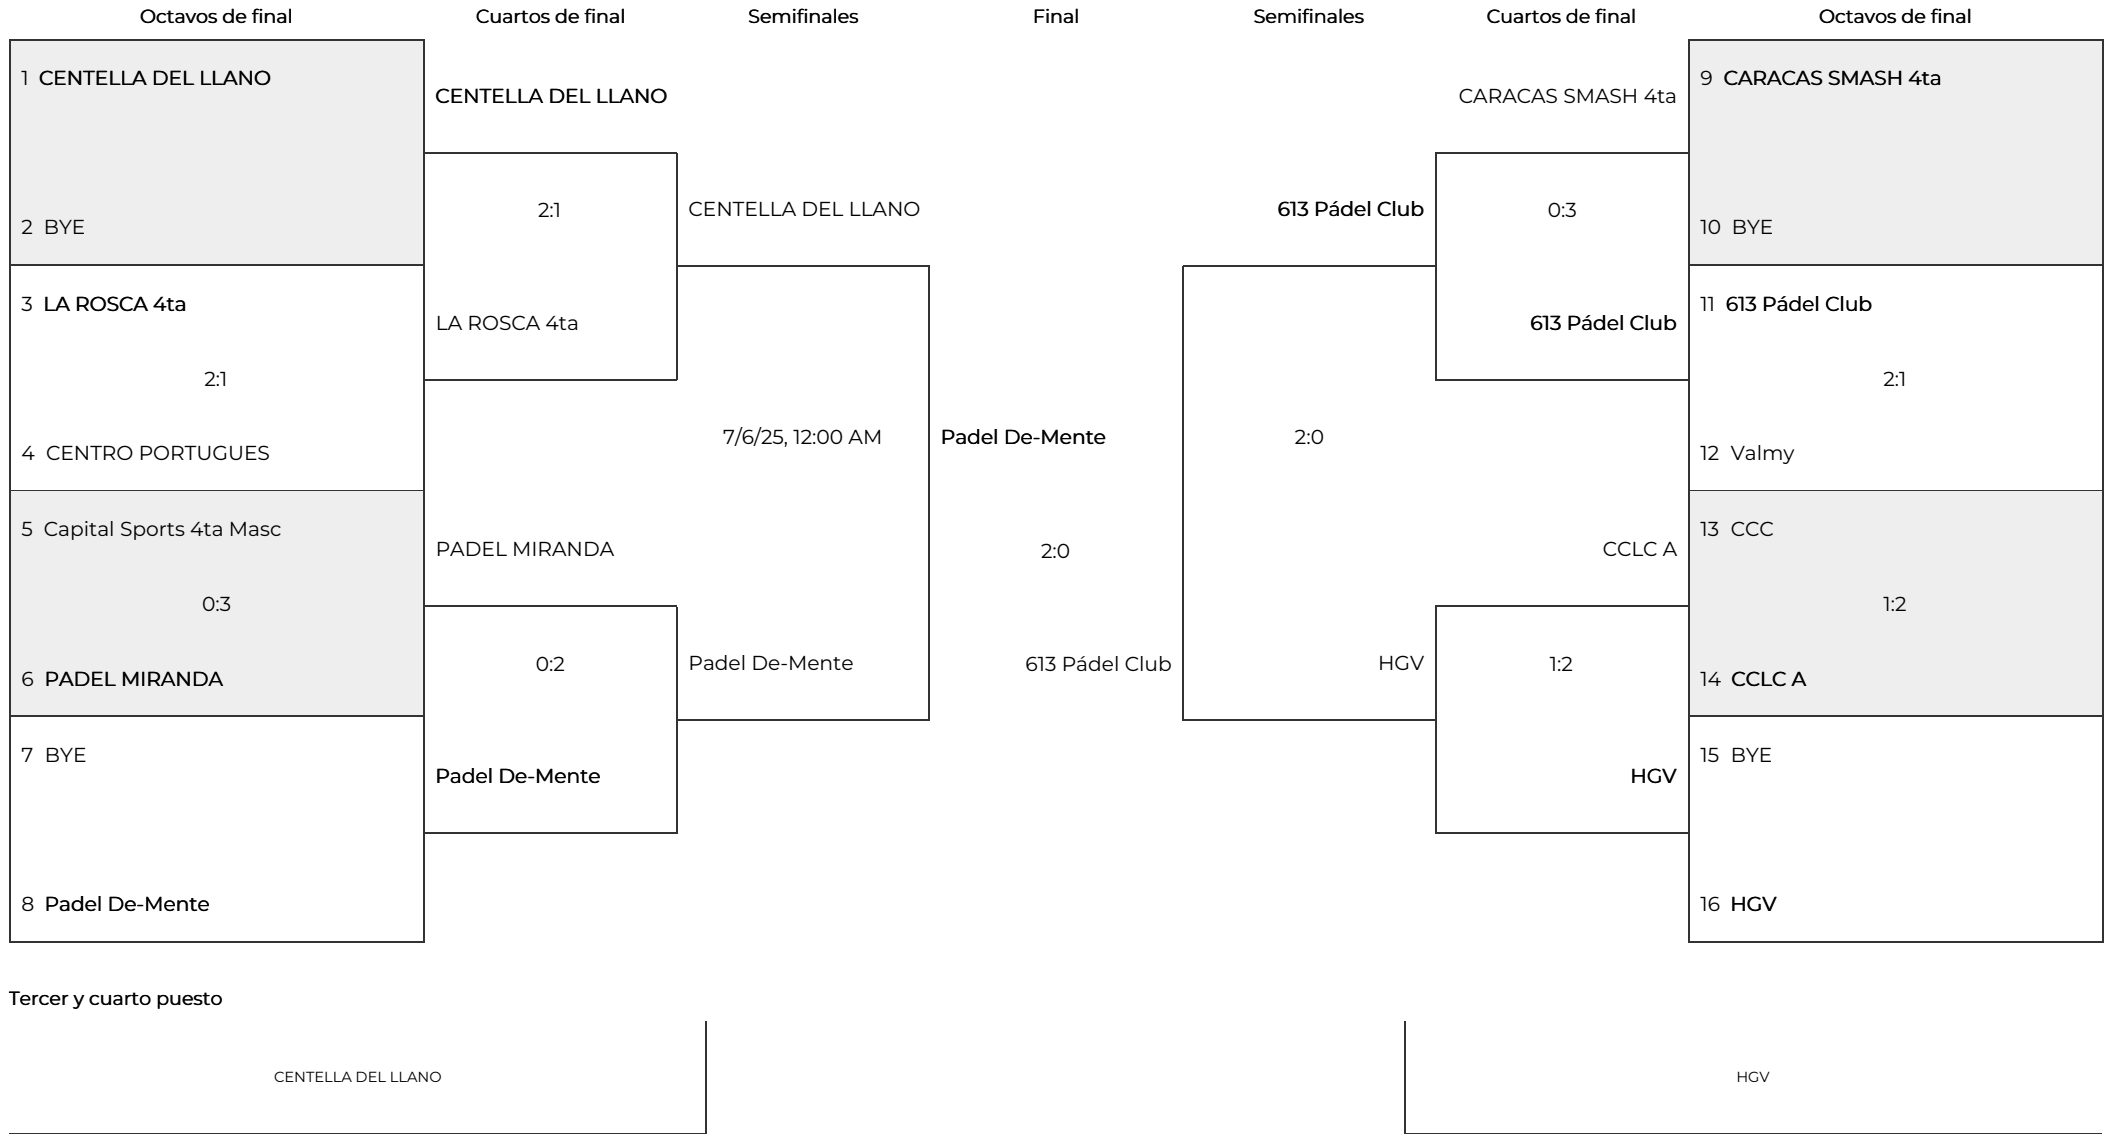 Octavos de final
Cuartos de final
Semifinales
Final
Semifinales
Cuartos de final
Octavos de final
1 CENTELLA DEL LLANO
2 BYE
3 LA ROSCA 4ta
2:1
4 CENTRO PORTUGUES
5 Capital Sports 4ta Masc
0:3
6 PADEL MIRANDA
7 BYE
8 Padel De-Mente
CENTELLA DEL LLANO
2:1
LA ROSCA 4ta
PADEL MIRANDA
0:2
Padel De-Mente
CENTELLA DEL LLANO
7/6/25, 12:00 AM
Padel De-Mente
Padel De-Mente
2:0
613 Pádel Club
613 Pádel Club
2:0
HGV
CARACAS SMASH 4ta
0:3
613 Pádel Club
CCLC A
1:2
HGV
9 CARACAS SMASH 4ta
10 BYE
11 613 Pádel Club
2:1
12 Valmy
13 CCC
1:2
14 CCLC A
15 BYE
16 HGV
Tercer y cuarto puesto
CENTELLA DEL LLANO
HGV